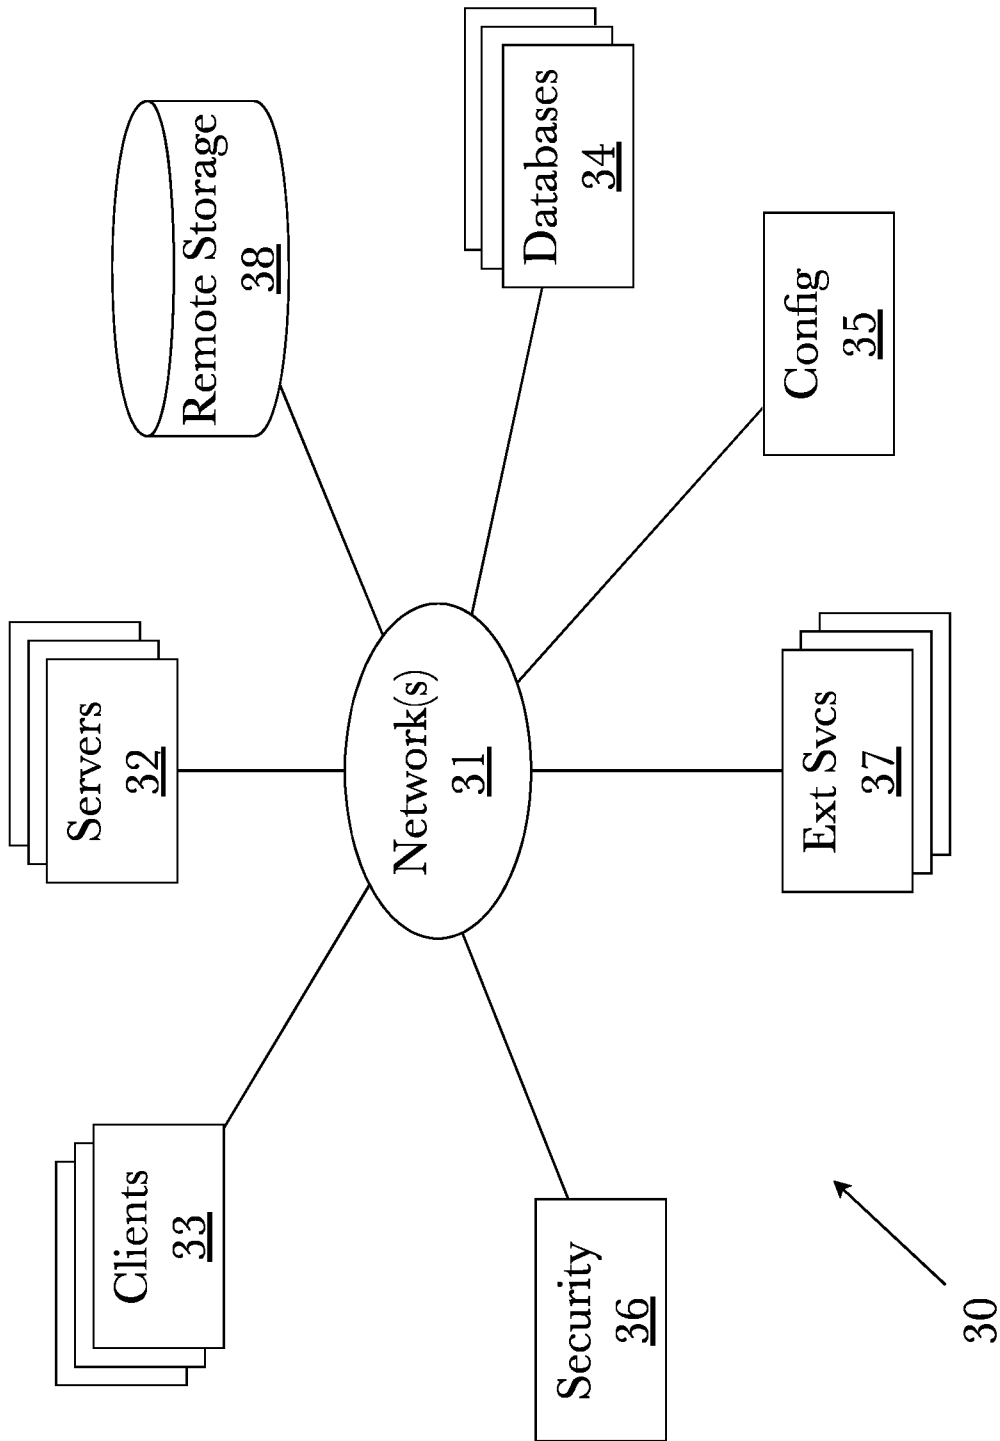 Clients
33
Servers
32
Remote Storage
38
Network(s)
31
Databases
34
Security
36
Ext Svcs
37
Config
35
30